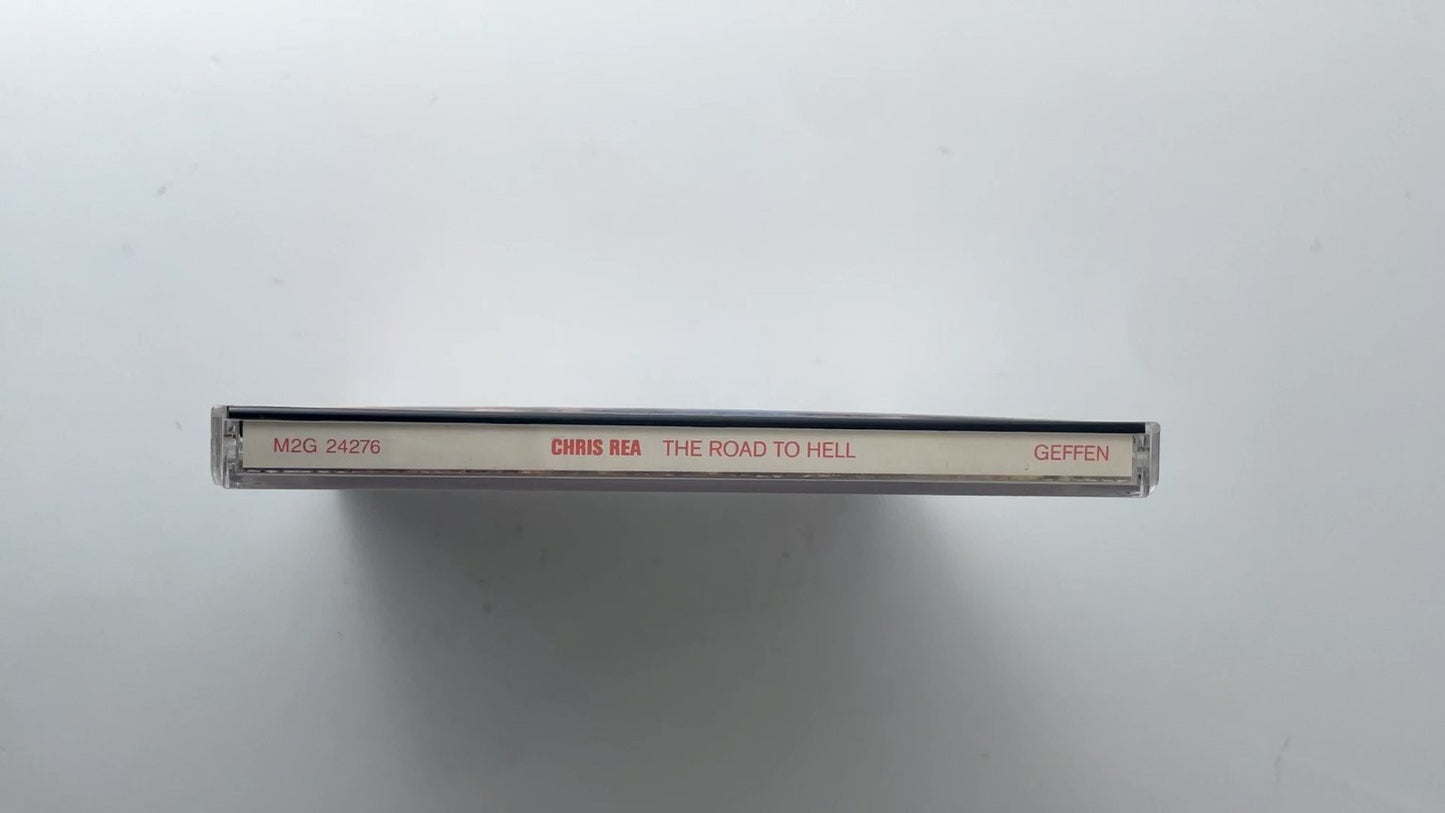 M2G 24276 CHRIS REA THE ROAD TO HELL GEFFEN